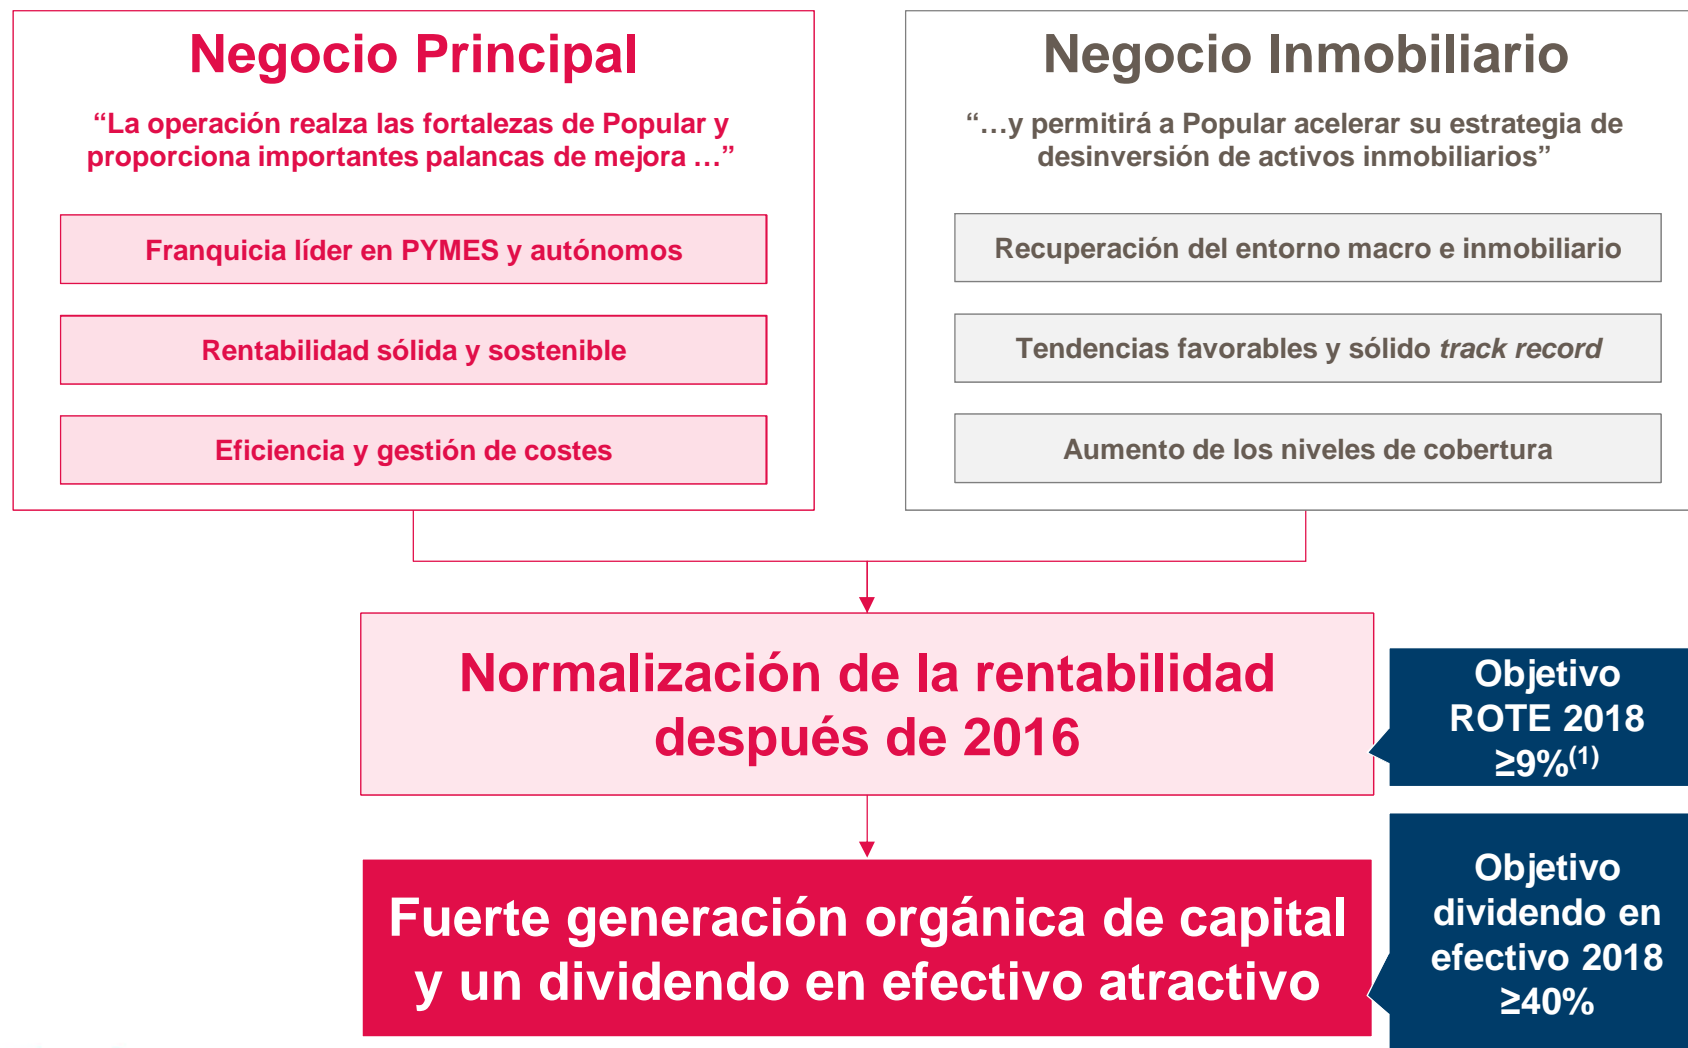 Negocio Principal
“La operación realza las fortalezas de Popular y
proporciona importantes palancas de mejora …”
Franquicia líder en PYMES y autónomos
Rentabilidad sólida y sostenible
Eficiencia y gestión de costes
Negocio Inmobiliario
“…y permitirá a Popular acelerar su estrategia de
desinversión de activos inmobiliarios”
Recuperación del entorno macro e inmobiliario
Tendencias favorables y sólido track record
Aumento de los niveles de cobertura
Normalización de la rentabilidad
después de 2016
Objetivo
ROTE 2018
≥9%(1)
Fuerte generación orgánica de capital
y un dividendo en efectivo atractivo
Objetivo
dividendo en
efectivo 2018
≥40%